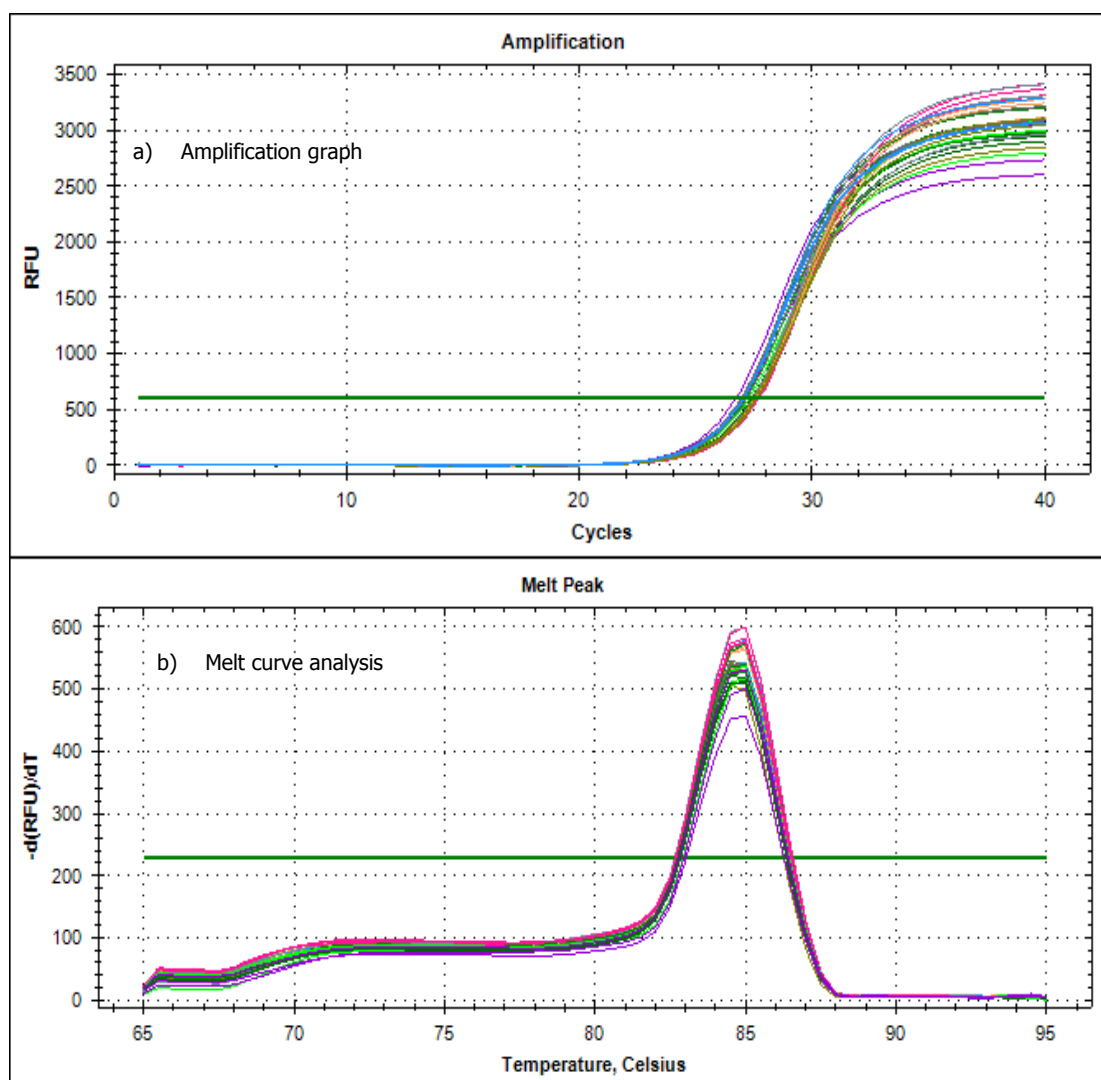 Amplification
3500
3000
2500
2000
1500
1000
500
0
RFU
a) Amplification graph
0 10 20 30 40
Cycles
Melt Peak
600
500
400
300
200
100
0
-d(RFU)/dT
b) Melt curve analysis
65 70 75 80 85 90 95
Temperature, Celsius